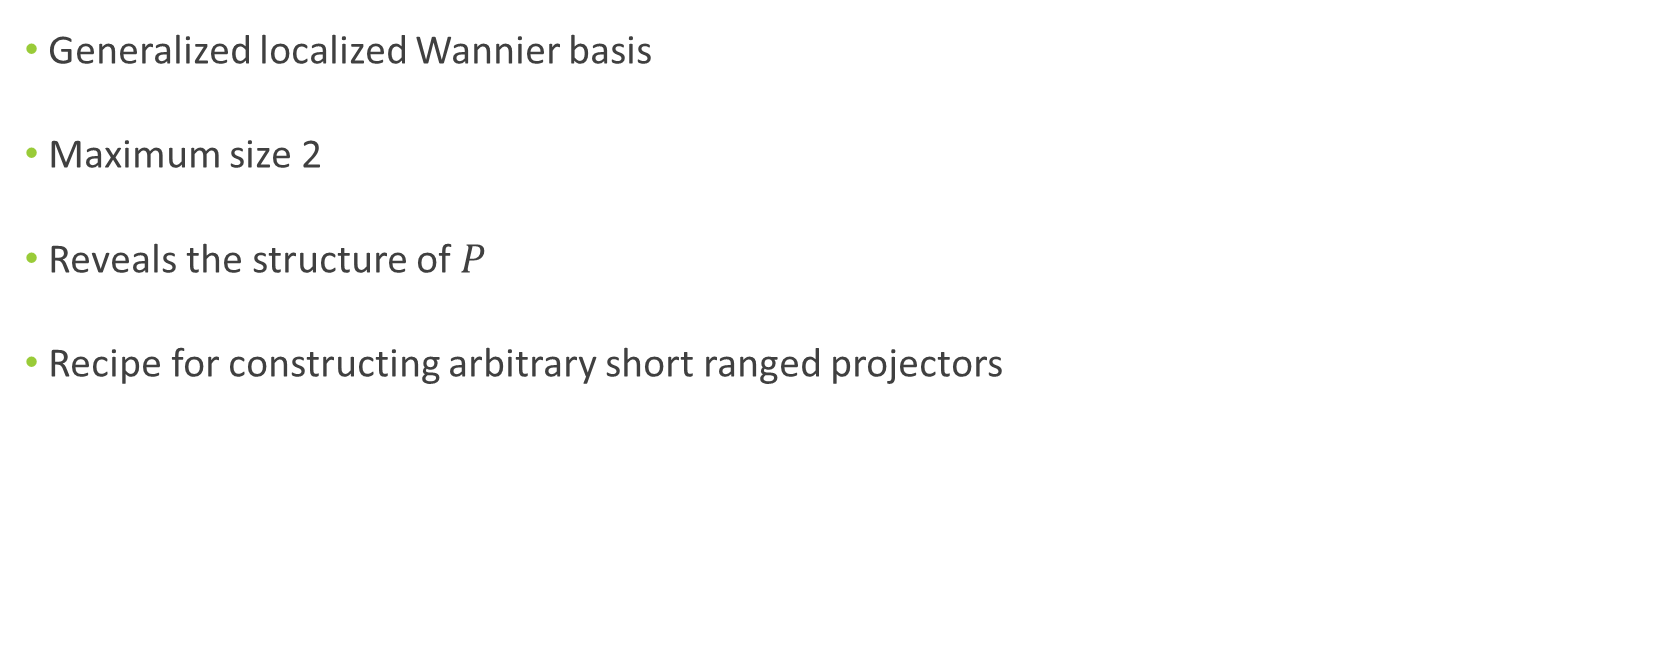 • Generalized localized Wannier basis
• Maximum size 2
• Reveals the structure of P
• Recipe for constructing arbitrary short ranged projectors